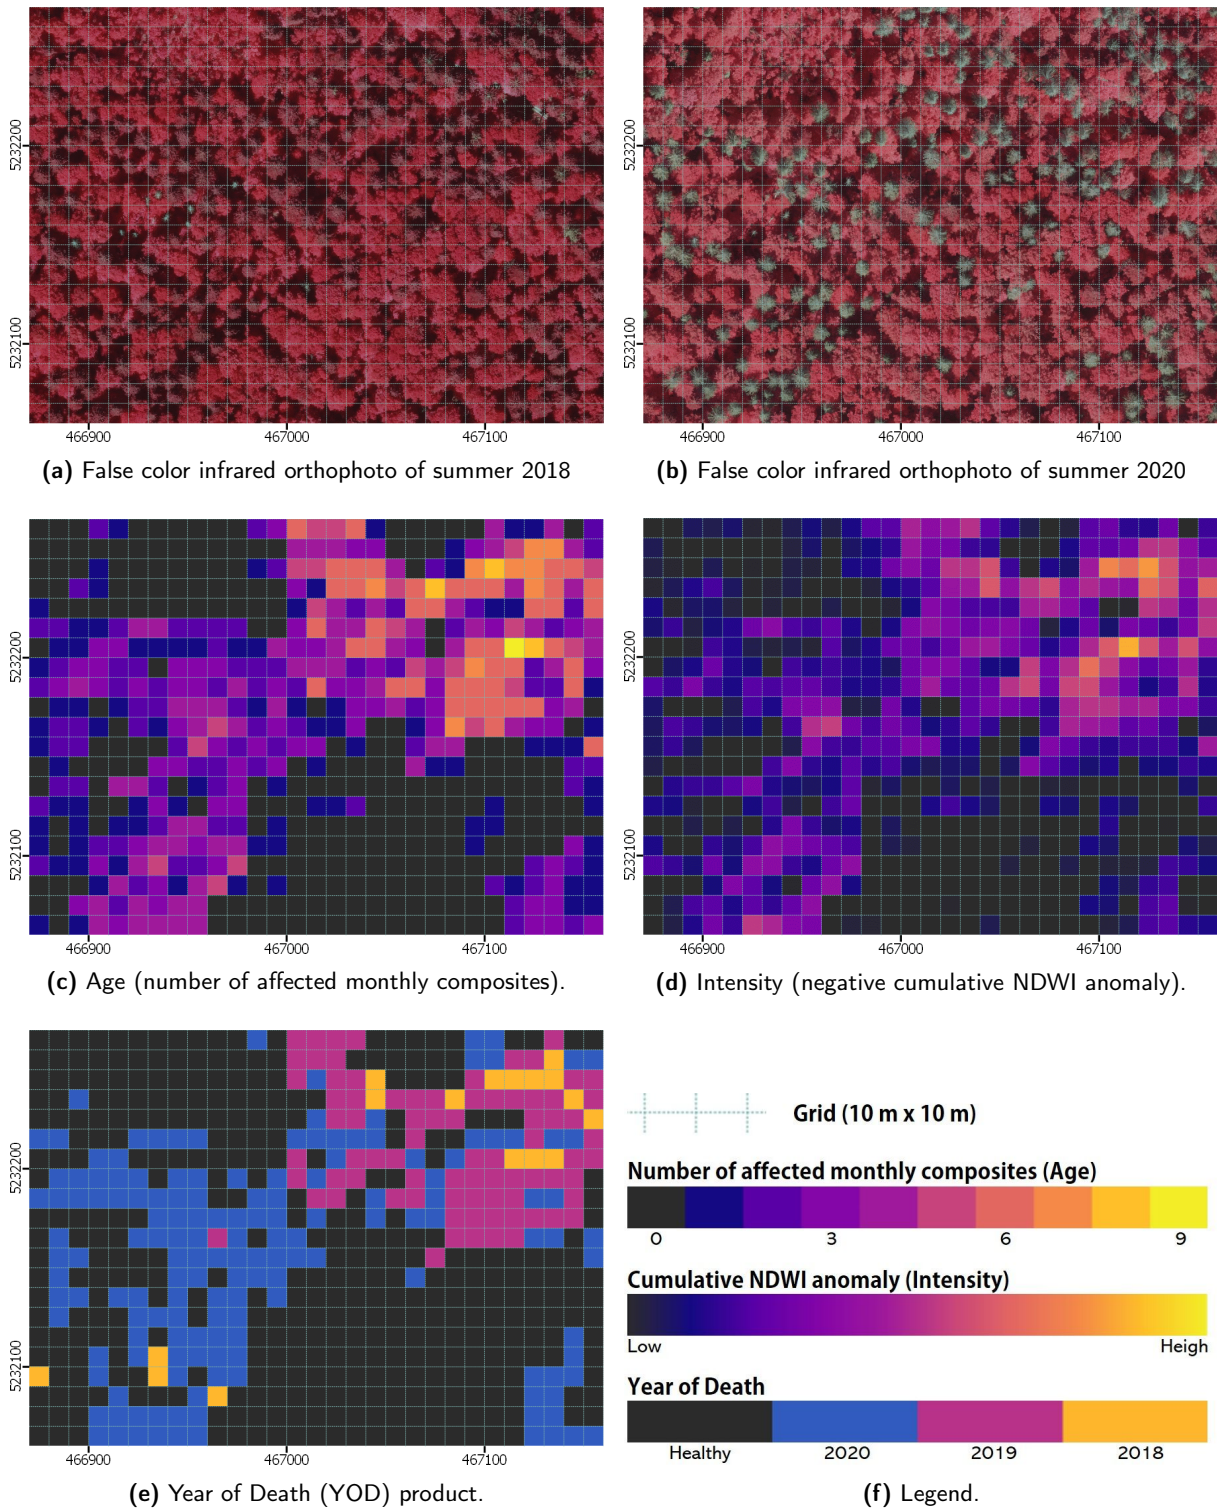 5232200
5232100
466900 467000 467100
(a) False color infrared orthophoto of summer 2018
5232200
5232100
466900 467000 467100
(b) False color infrared orthophoto of summer 2020
5232200
5232100
466900 467000 467100
(c) Age (number of affected monthly composites).
5232200
5232100
466900 467000 467100
(d) Intensity (negative cumulative NDWI anomaly).
5232200
5232100
466900 467000 467100
(e) Year of Death (YOD) product.
Grid (10 m x 10 m)
Number of affected monthly composites (Age)
0 3 6 9
Cumulative NDWI anomaly (Intensity)
Low Heigh
Year of Death
Healthy 2020 2019 2018
(f) Legend.